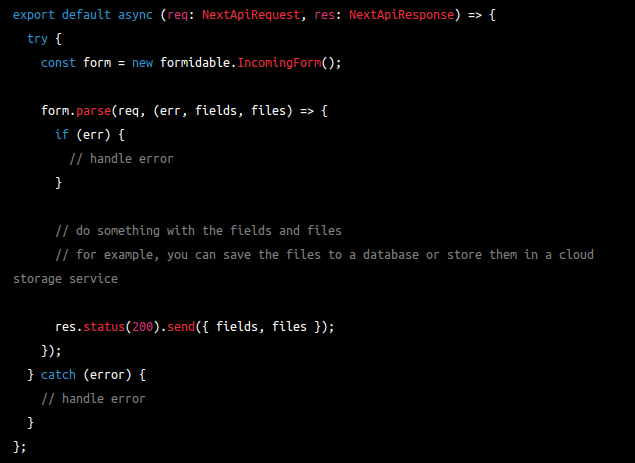 export default async (req: NextApiRequest, res: NextApiResponse) => {
  try {
    const form = new formidable.IncomingForm();

    form.parse(req, (err, fields, files) => {
      if (err) {
        // handle error
      }

      // do something with the fields and files
      // for example, you can save the files to a database or store them in a cloud
storage service

      res.status(200).send({ fields, files });
    });
  } catch (error) {
    // handle error
  }
};